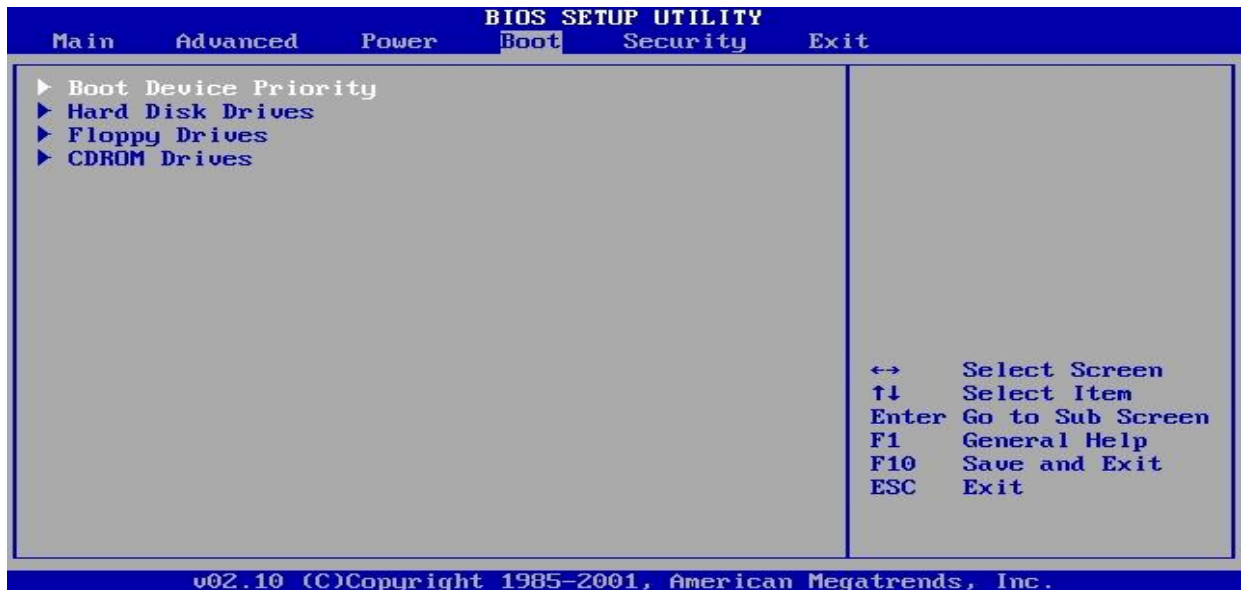 BIOS SETUP UTILITY
Main Advanced Power Boot Security Exit
▶ Boot Device Priority
▶ Hard Disk Drives
▶ Floppy Drives
▶ CDROM Drives
←→ Select Screen
↑↓ Select Item
Enter Go to Sub Screen
F1 General Help
F10 Save and Exit
ESC Exit
v02.10 (C)Copyright 1985-2001, American Megatrends, Inc.